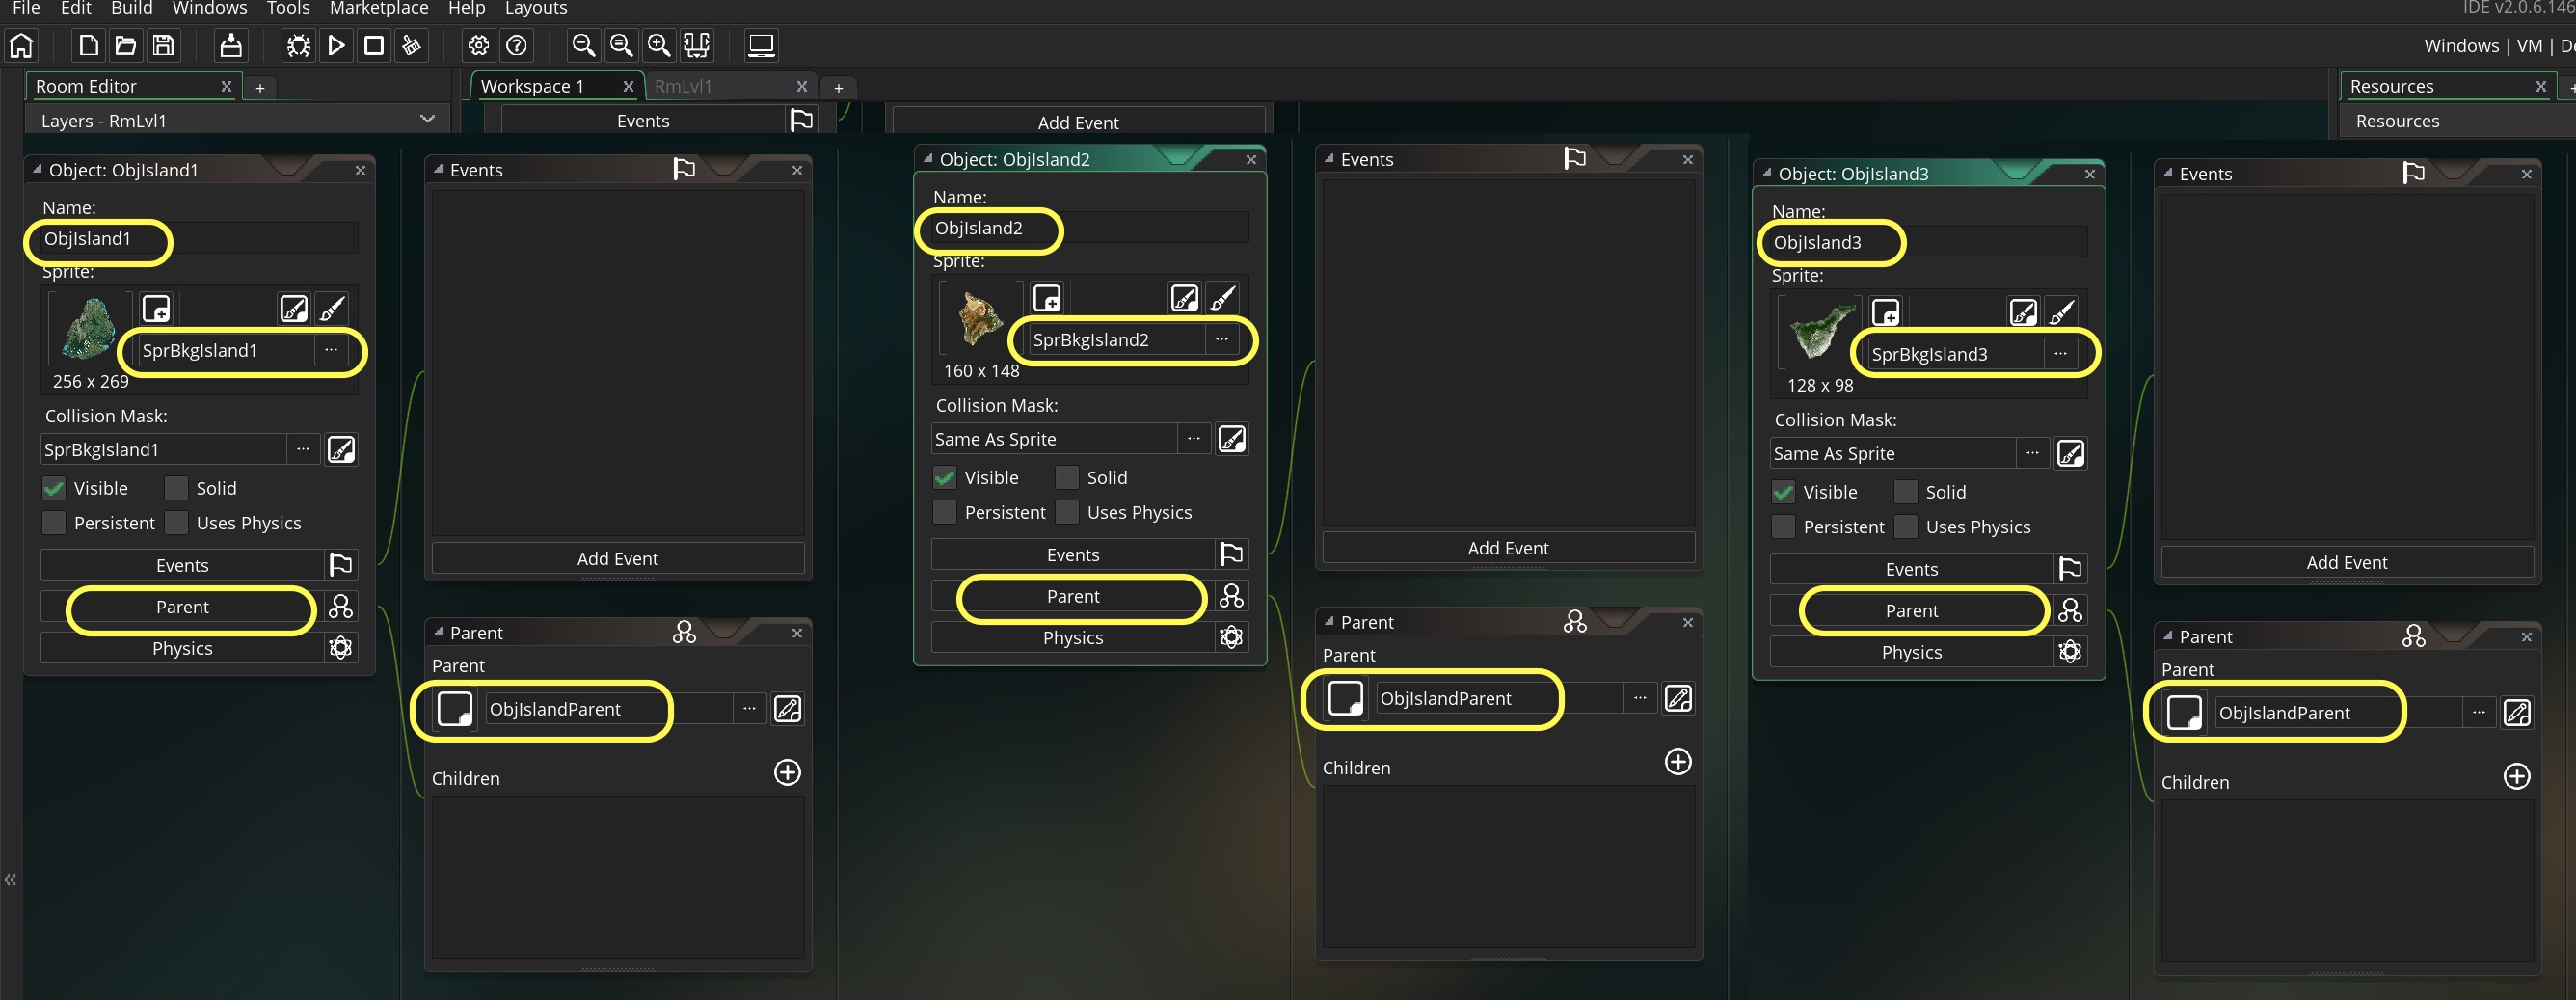 File Edit Build Windows Tools Marketplace Help Layouts
IDE v2.0.6.146
Windows | VM | De
Room Editor X +
Workspace 1 X RmLvl1 X +
Resources X +
Layers - RmLvl1
Events
Add Event
Resources
Object: ObjIsland1
Name:
ObjIsland1
Sprite:
SprBkgIsland1 ...
256 x 269
Collision Mask:
SprBkgIsland1 ...
Visible Solid
Persistent Uses Physics
Events
Parent
Physics
Events
Add Event
Parent
Parent
ObjIslandParent ...
Children
Object: ObjIsland2
Name:
ObjIsland2
Sprite:
SprBkgIsland2 ...
160 x 148
Collision Mask:
Same As Sprite ...
Visible Solid
Persistent Uses Physics
Events
Parent
Physics
Events
Add Event
Parent
Parent
ObjIslandParent ...
Children
Object: ObjIsland3
Name:
ObjIsland3
Sprite:
SprBkgIsland3 ...
128 x 98
Collision Mask:
Same As Sprite ...
Visible Solid
Persistent Uses Physics
Events
Parent
Physics
Events
Add Event
Parent
Parent
ObjIslandParent ...
Children